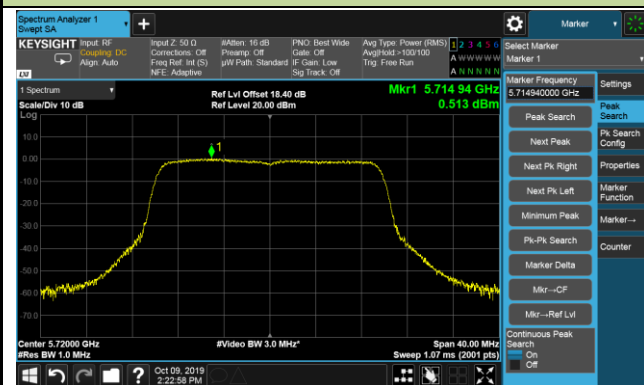 Spectrum Analyzer 1
Swept SA
+
Marker
KEYSIGHT
Input: RF
Coupling: DC
Align: Auto
Input Z: 50 Ω
Corrections: Off
Freq Ref: Int (S)
NFE: Adaptive
#Atten: 16 dB
Preamp: Off
µW Path: Standard
PNO: Best Wide
Gate: Off
IF Gain: Low
Sig Track: Off
Avg Type: Power (RMS)
Avg|Hold:>100/100
Trig: Free Run
1 2 3 4 5 6
A W W W W W
A N N N N N
LXI
Select Marker
Marker 1
1 Spectrum
Scale/Div 10 dB
Log
Ref Lvl Offset 18.40 dB
Ref Level 20.00 dBm
Mkr1 5.714 94 GHz
0.513 dBm
1
10.0
0.00
-10.0
-20.0
-30.0
-40.0
-50.0
-60.0
-70.0
Center 5.72000 GHz
#Res BW 1.0 MHz
#Video BW 3.0 MHz*
Span 40.00 MHz
Sweep 1.07 ms (2001 pts)
Marker Frequency
5.714940000 GHz
Peak Search
Next Peak
Next Pk Right
Next Pk Left
Minimum Peak
Pk-Pk Search
Marker Delta
Mkr→CF
Mkr→Ref Lvl
Continuous Peak
Search
On
Off
Settings
Peak
Search
Pk Search
Config
Properties
Marker
Function
Marker→
Counter
?
Oct 09, 2019
2:22:58 PM